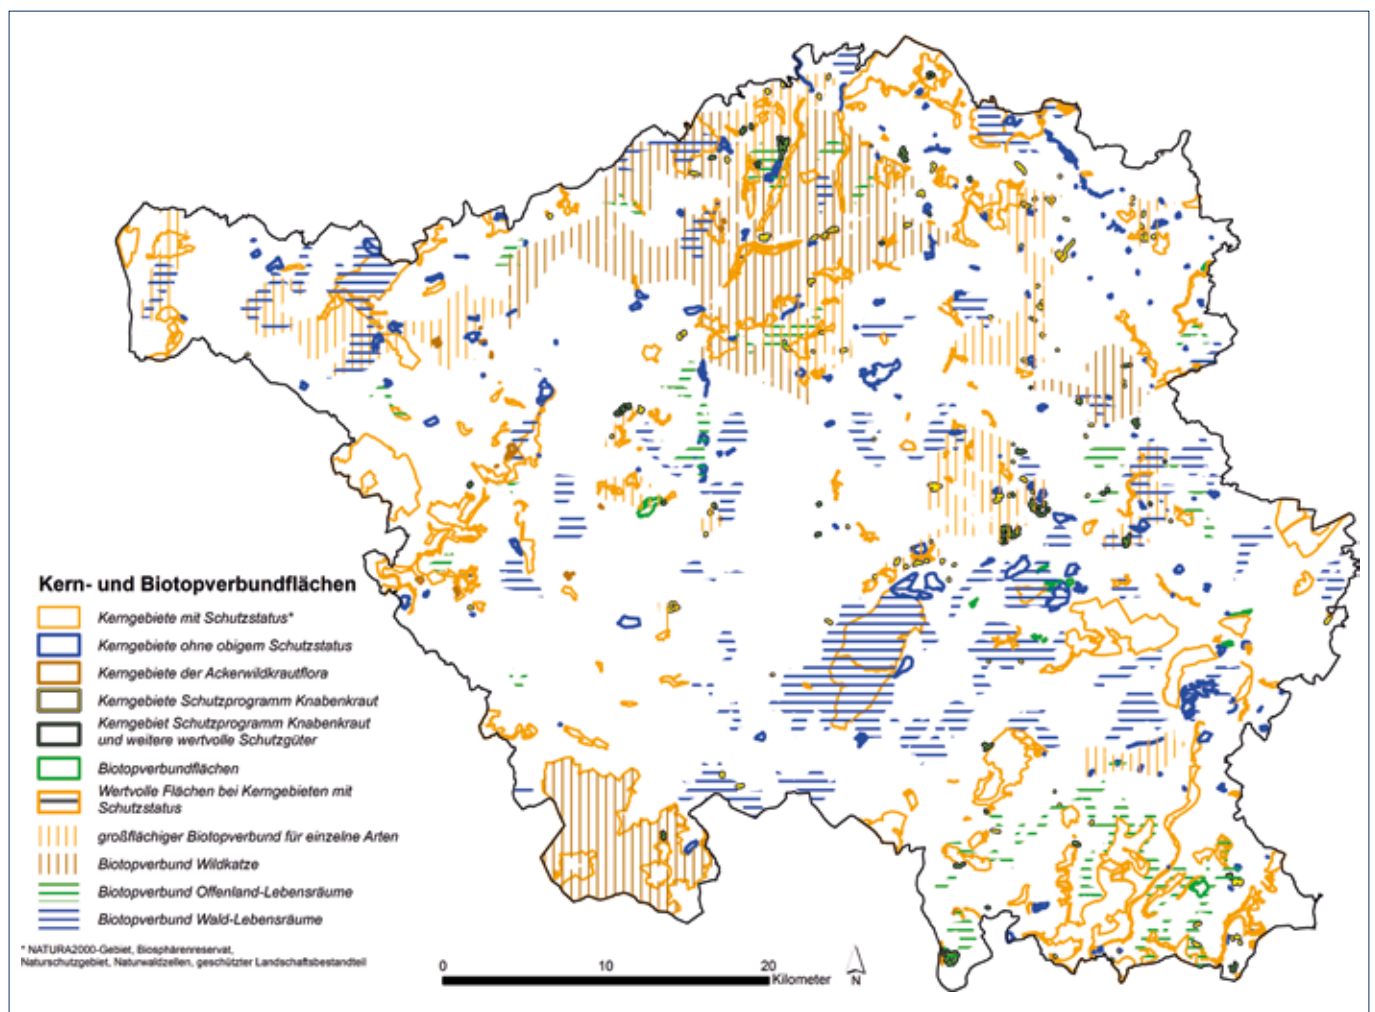 Kern- und Biotopverbundflächen
Kerngebiete mit Schutzstatus*
Kerngebiete ohne obigem Schutzstatus
Kerngebiete der Ackerwildkrautflora
Kerngebiete Schutzprogramm Knabenkraut
Kerngebiet Schutzprogramm Knabenkraut
und weitere wertvolle Schutzgüter
Biotopverbundflächen
Wertvolle Flächen bei Kerngebieten mit
Schutzstatus
großflächiger Biotopverbund für einzelne Arten
Biotopverbund Wildkatze
Biotopverbund Offenland-Lebensräume
Biotopverbund Wald-Lebensräume
* NATURA2000-Gebiet, Biosphärenreservat,
Naturschutzgebiet, Naturwaldzellen, geschützter Landschaftsbestandteil
0 10 20
Kilometer
N